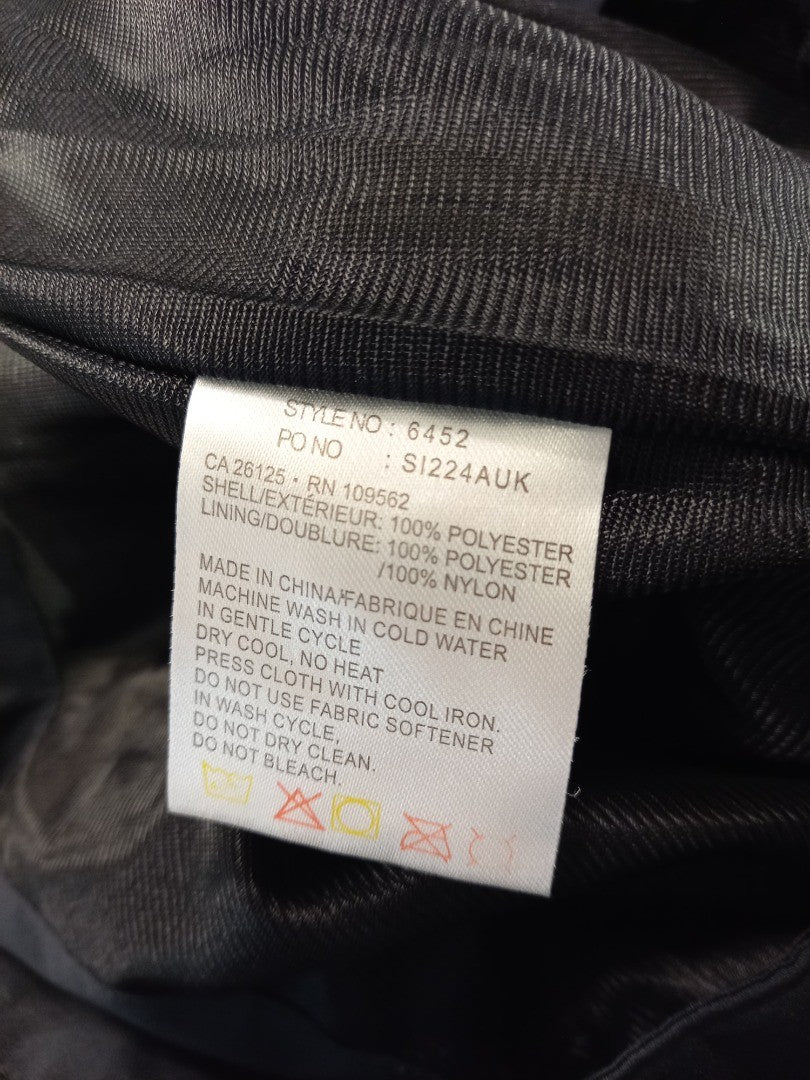 STYLE NO : 6452
PO NO : SI224AUK
CA 26125 • RN 109562
SHELL/EXTÉRIEUR: 100% POLYESTER
LINING/DOUBLURE: 100% POLYESTER
/100% NYLON
MADE IN CHINA/FABRIQUE EN CHINE
MACHINE WASH IN COLD WATER
IN GENTLE CYCLE
DRY COOL, NO HEAT
PRESS CLOTH WITH COOL IRON.
DO NOT USE FABRIC SOFTENER
IN WASH CYCLE,
DO NOT DRY CLEAN.
DO NOT BLEACH.